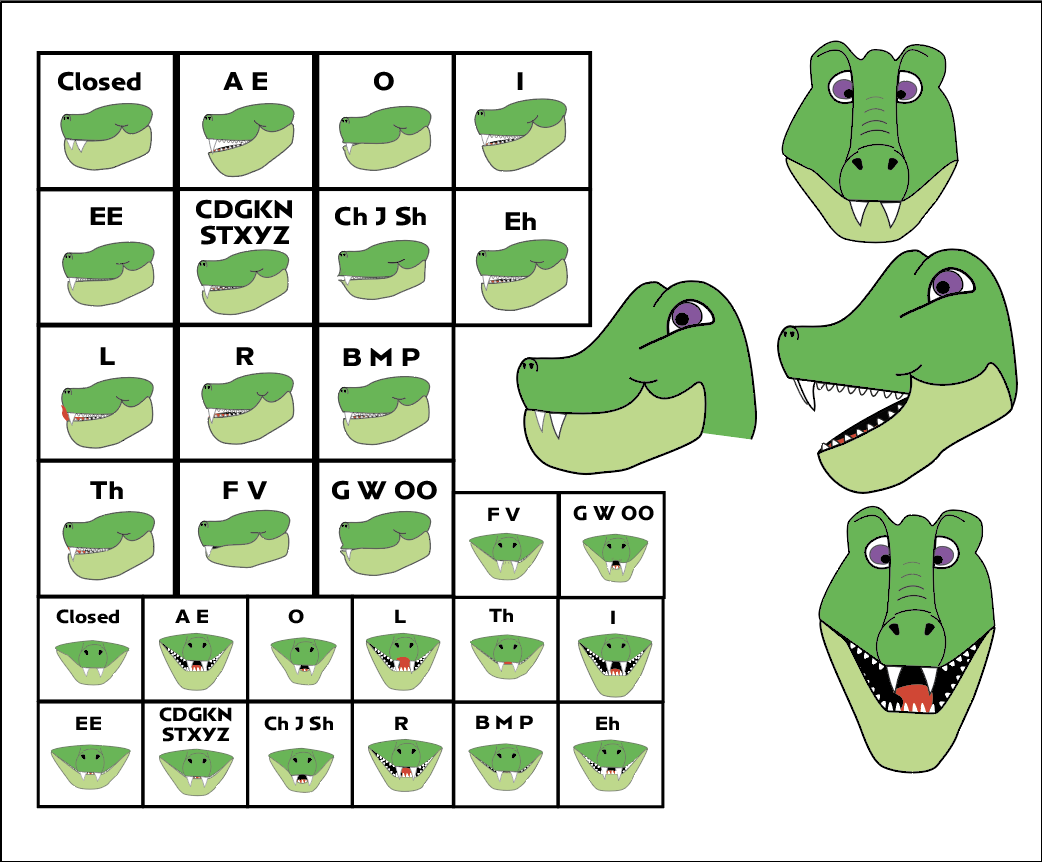 Closed
A E
O
I
EE
CDGKN
STXYZ
Ch J Sh
Eh
L
R
B M P
Th
F V
G W OO
F V
G W OO
Closed
A E
O
L
Th
I
EE
CDGKN
STXYZ
Ch J Sh
R
B M P
Eh